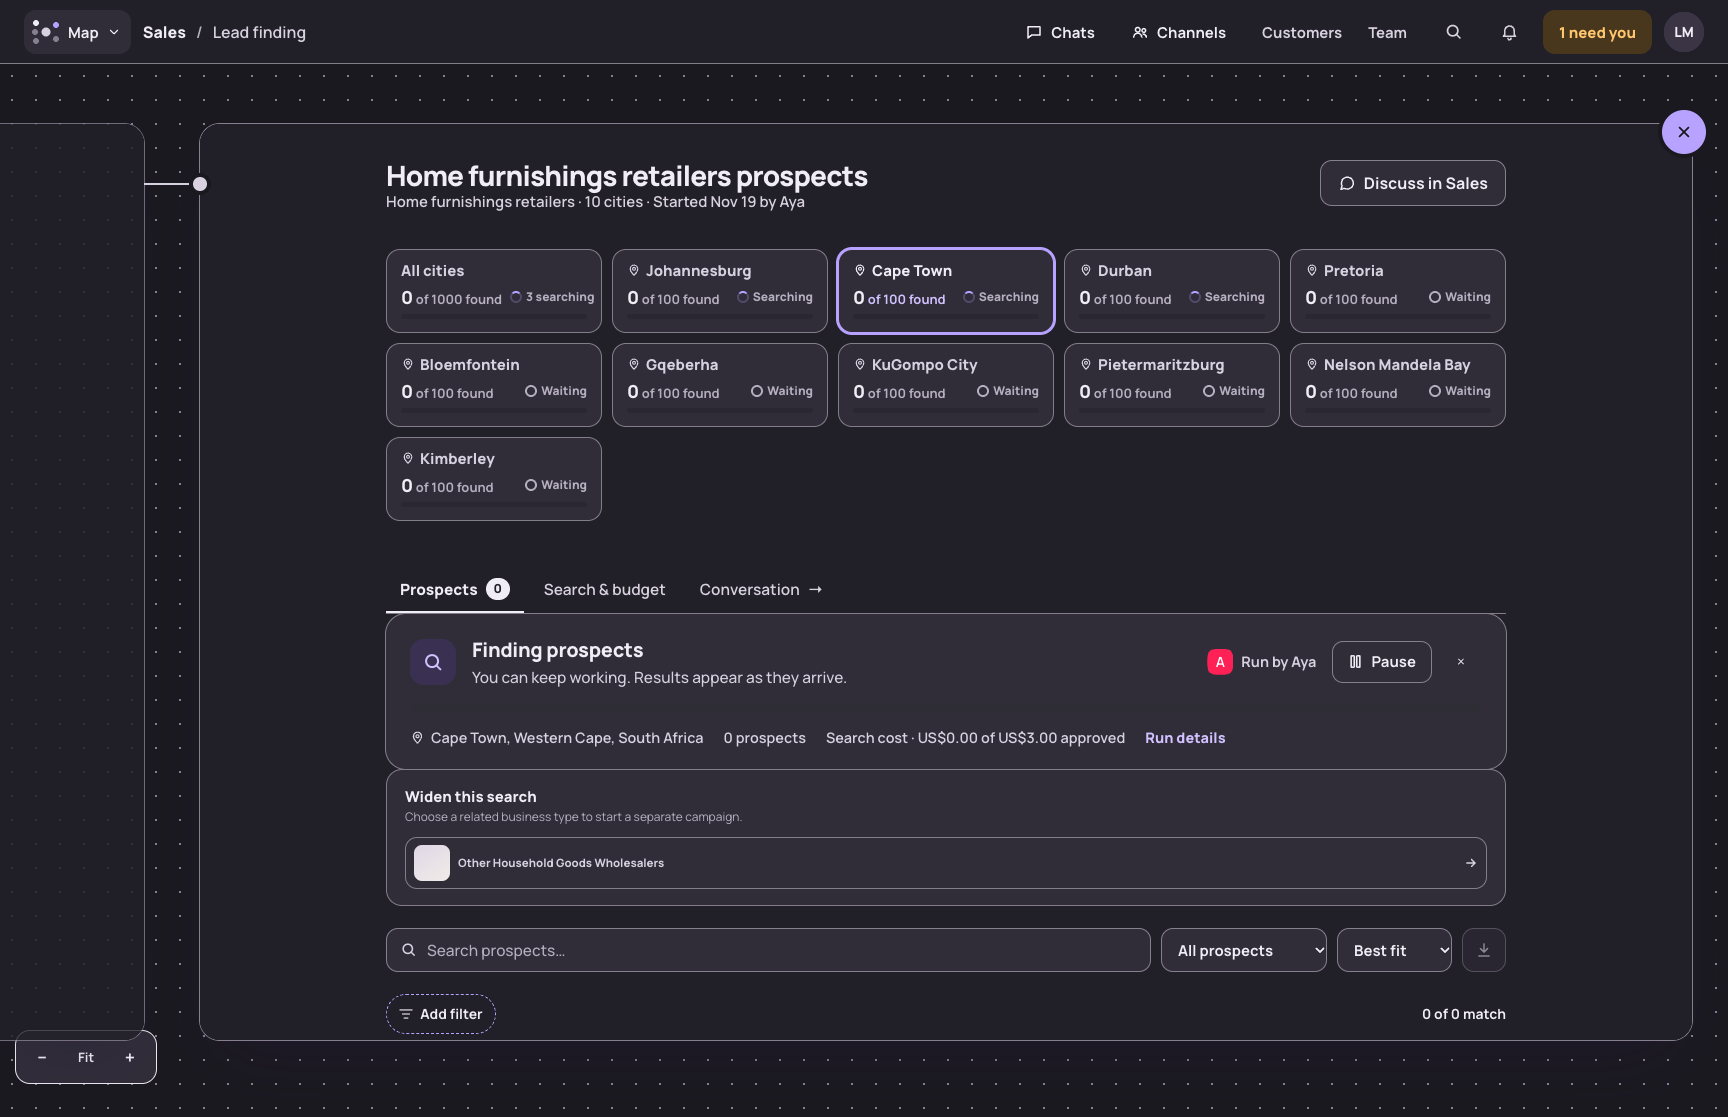 Map
Sales / Lead finding
Chats
Channels
Customers
Team
1 need you
LM
Home furnishings retailers prospects
Home furnishings retailers · 10 cities · Started Nov 19 by Aya
Discuss in Sales
All cities
0 of 1000 found 3 searching
Johannesburg
0 of 100 found Searching
Cape Town
0 of 100 found Searching
Durban
0 of 100 found Searching
Pretoria
0 of 100 found Waiting
Bloemfontein
0 of 100 found Waiting
Gqeberha
0 of 100 found Waiting
KuGompo City
0 of 100 found Waiting
Pietermaritzburg
0 of 100 found Waiting
Nelson Mandela Bay
0 of 100 found Waiting
Kimberley
0 of 100 found Waiting
Prospects 0
Search & budget
Conversation →
Finding prospects
You can keep working. Results appear as they arrive.
A Run by Aya
Pause
×
Cape Town, Western Cape, South Africa 0 prospects Search cost · US$0.00 of US$3.00 approved Run details
Widen this search
Choose a related business type to start a separate campaign.
Other Household Goods Wholesalers
Search prospects...
All prospects
Best fit
Add filter
0 of 0 match
− Fit +